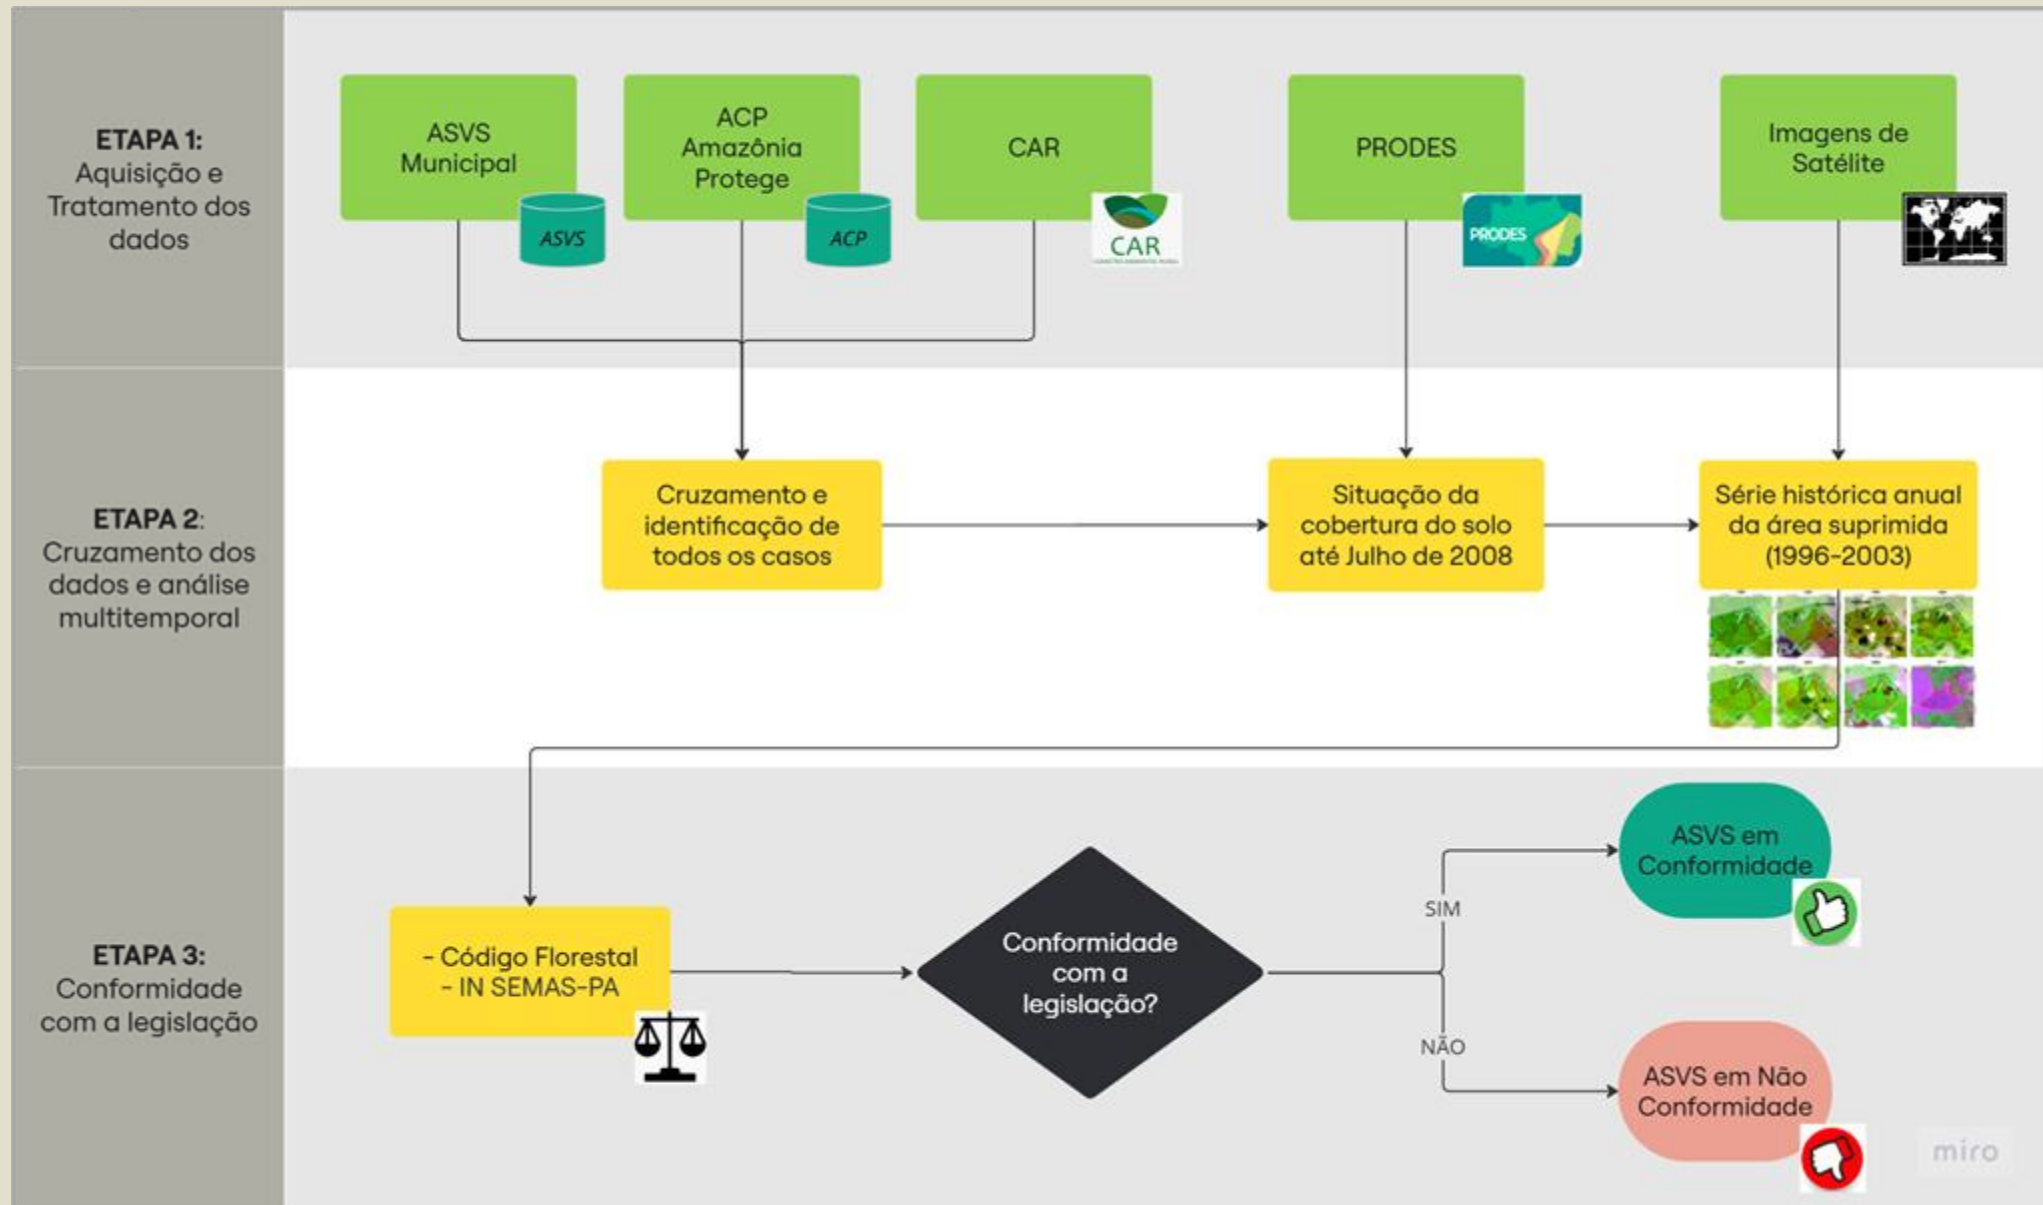 ETAPA 1:
Aquisição e
Tratamento dos
dados
ASVS
Municipal
ASVS
ACP
Amazônia
Protege
ACP
CAR
CAR
PRODES
PRODES
Imagens de
Satélite
ETAPA 2:
Cruzamento dos
dados e análise
multitemporal
Cruzamento e
identificação de
todos os casos
Situação da
cobertura do solo
até Julho de 2008
Série histórica anual
da área suprimida
(1996-2003)
ETAPA 3:
Conformidade
com a legislação
- Código Florestal
- IN SEMAS-PA
Conformidade
com a
legislação?
SIM
NÃO
ASVS em
Conformidade
ASVS em Não
Conformidade
miro